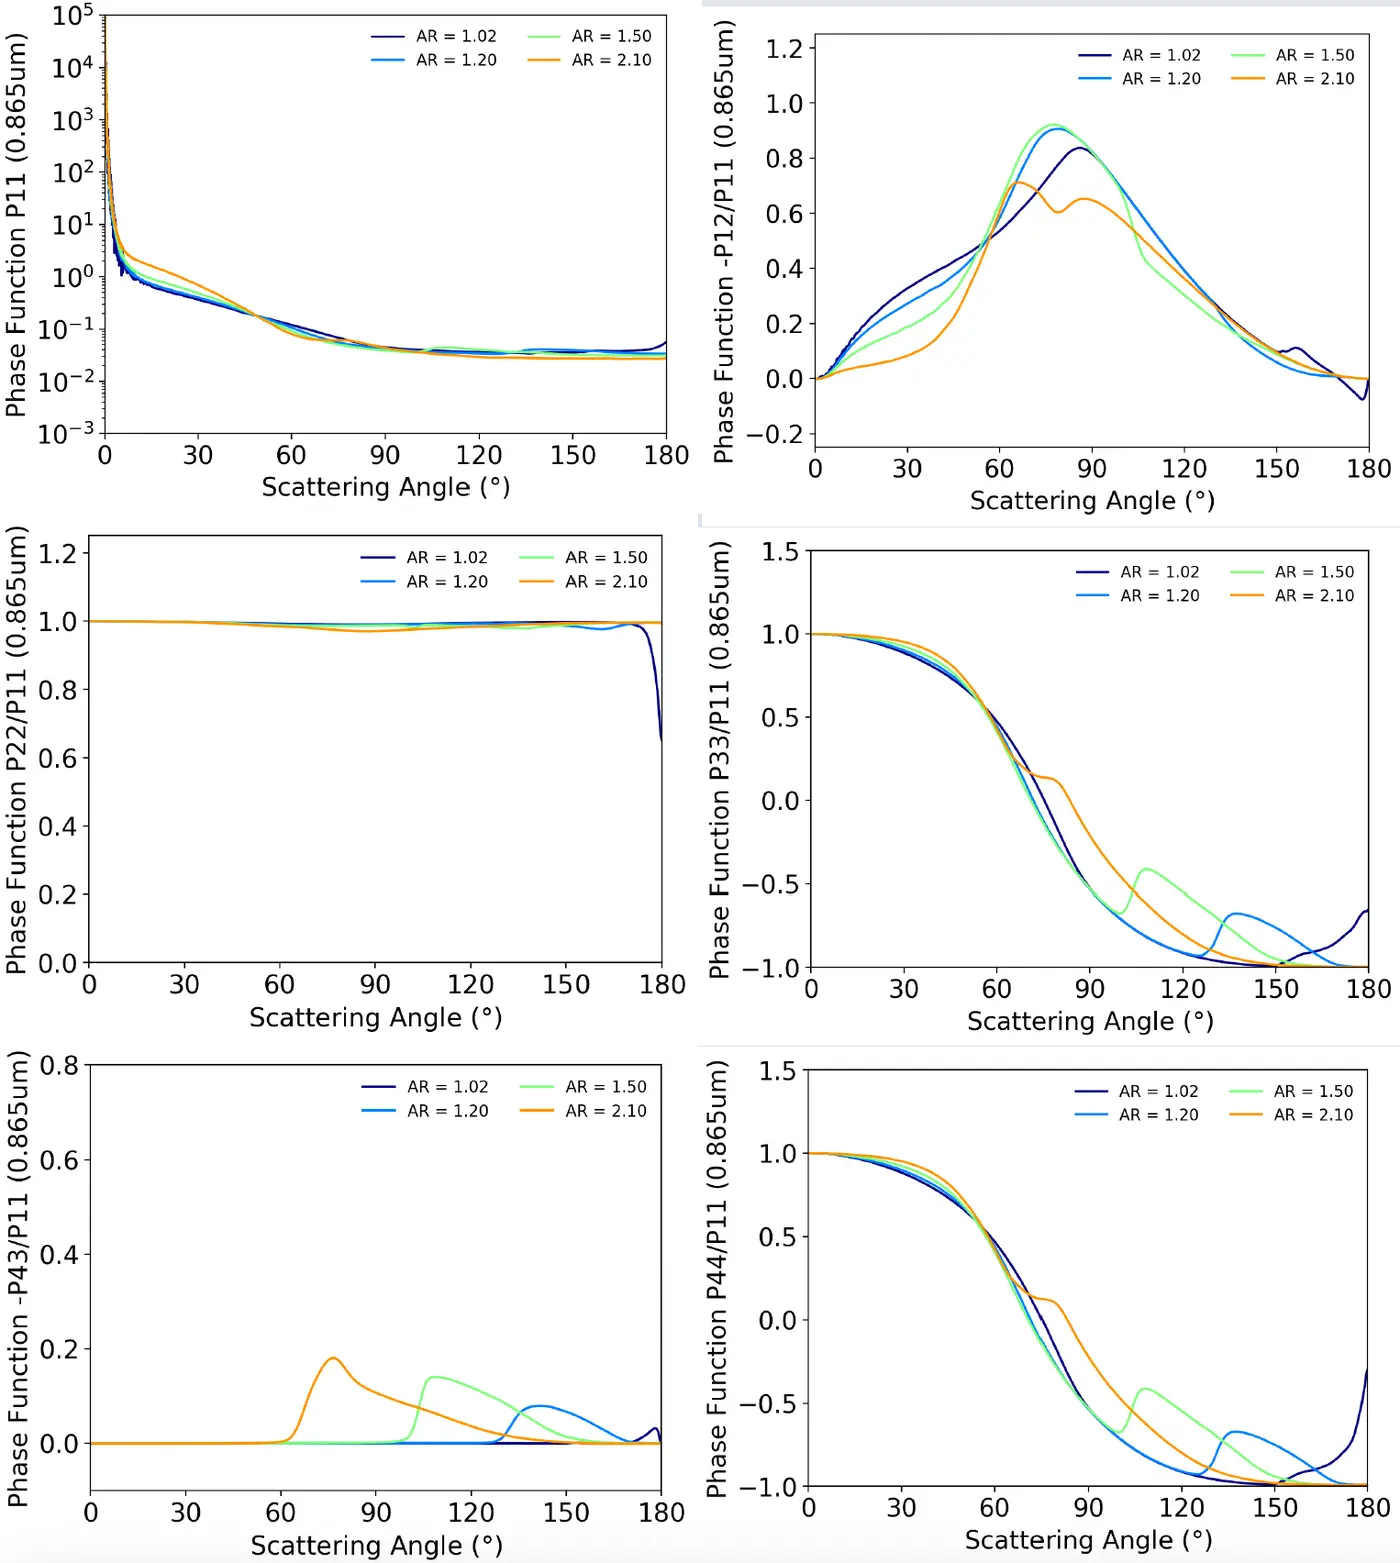 Phase Function P11 (0.865um)
10⁵
10⁴
10³
10²
10¹
10⁰
10⁻¹
10⁻²
10⁻³
AR = 1.02 AR = 1.50
AR = 1.20 AR = 2.10
0 30 60 90 120 150 180
Scattering Angle (°)
Phase Function -P12/P11 (0.865um)
1.2
1.0
0.8
0.6
0.4
0.2
0.0
−0.2
AR = 1.02 AR = 1.50
AR = 1.20 AR = 2.10
0 30 60 90 120 150 180
Scattering Angle (°)
Phase Function P22/P11 (0.865um)
1.2
1.0
0.8
0.6
0.4
0.2
0.0
AR = 1.02 AR = 1.50
AR = 1.20 AR = 2.10
0 30 60 90 120 150 180
Scattering Angle (°)
Phase Function P33/P11 (0.865um)
1.5
1.0
0.5
0.0
−0.5
−1.0
AR = 1.02 AR = 1.50
AR = 1.20 AR = 2.10
0 30 60 90 120 150 180
Scattering Angle (°)
Phase Function -P43/P11 (0.865um)
0.8
0.6
0.4
0.2
0.0
AR = 1.02 AR = 1.50
AR = 1.20 AR = 2.10
0 30 60 90 120 150 180
Scattering Angle (°)
Phase Function P44/P11 (0.865um)
1.5
1.0
0.5
0.0
−0.5
−1.0
AR = 1.02 AR = 1.50
AR = 1.20 AR = 2.10
0 30 60 90 120 150 180
Scattering Angle (°)